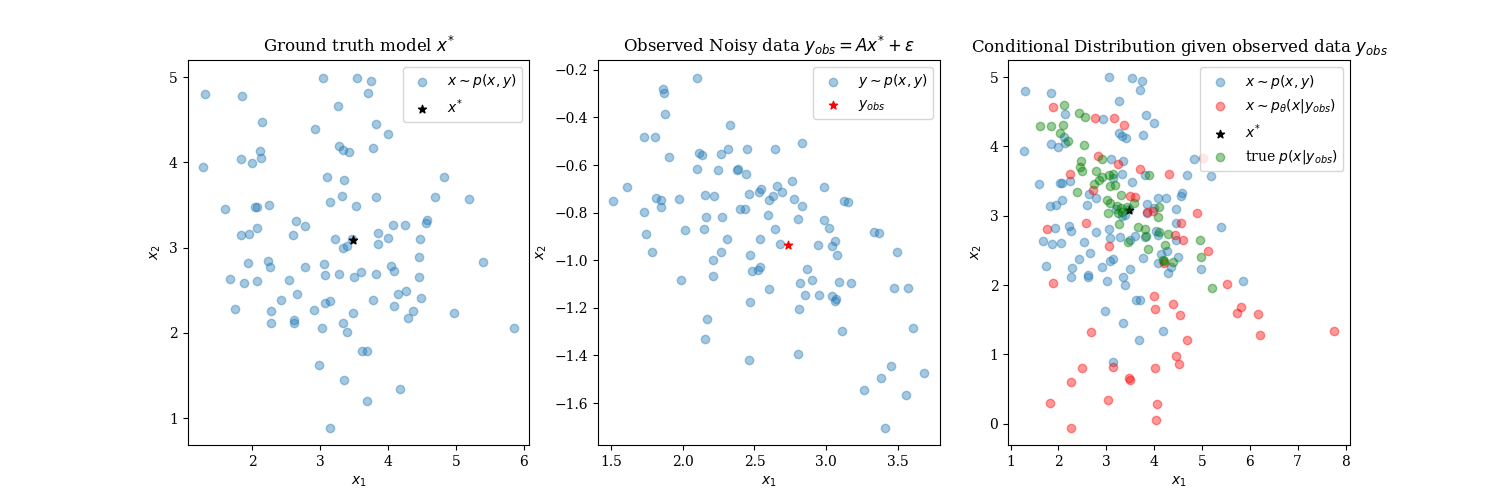 Ground truth model x*
5
4
3
2
1
2
3
4
5
6
x₁
x₂
x ~ p(x, y)
x*
Observed Noisy data y_obs = Ax* + ε
−0.2
−0.4
−0.6
−0.8
−1.0
−1.2
−1.4
−1.6
1.5
2.0
2.5
3.0
3.5
x₁
x₂
y ~ p(x, y)
y_obs
Conditional Distribution given observed data y_obs
5
4
3
2
1
0
1
2
3
4
5
6
7
8
x₁
x₂
x ~ p(x, y)
x ~ p_θ(x|y_obs)
x*
true p(x|y_obs)